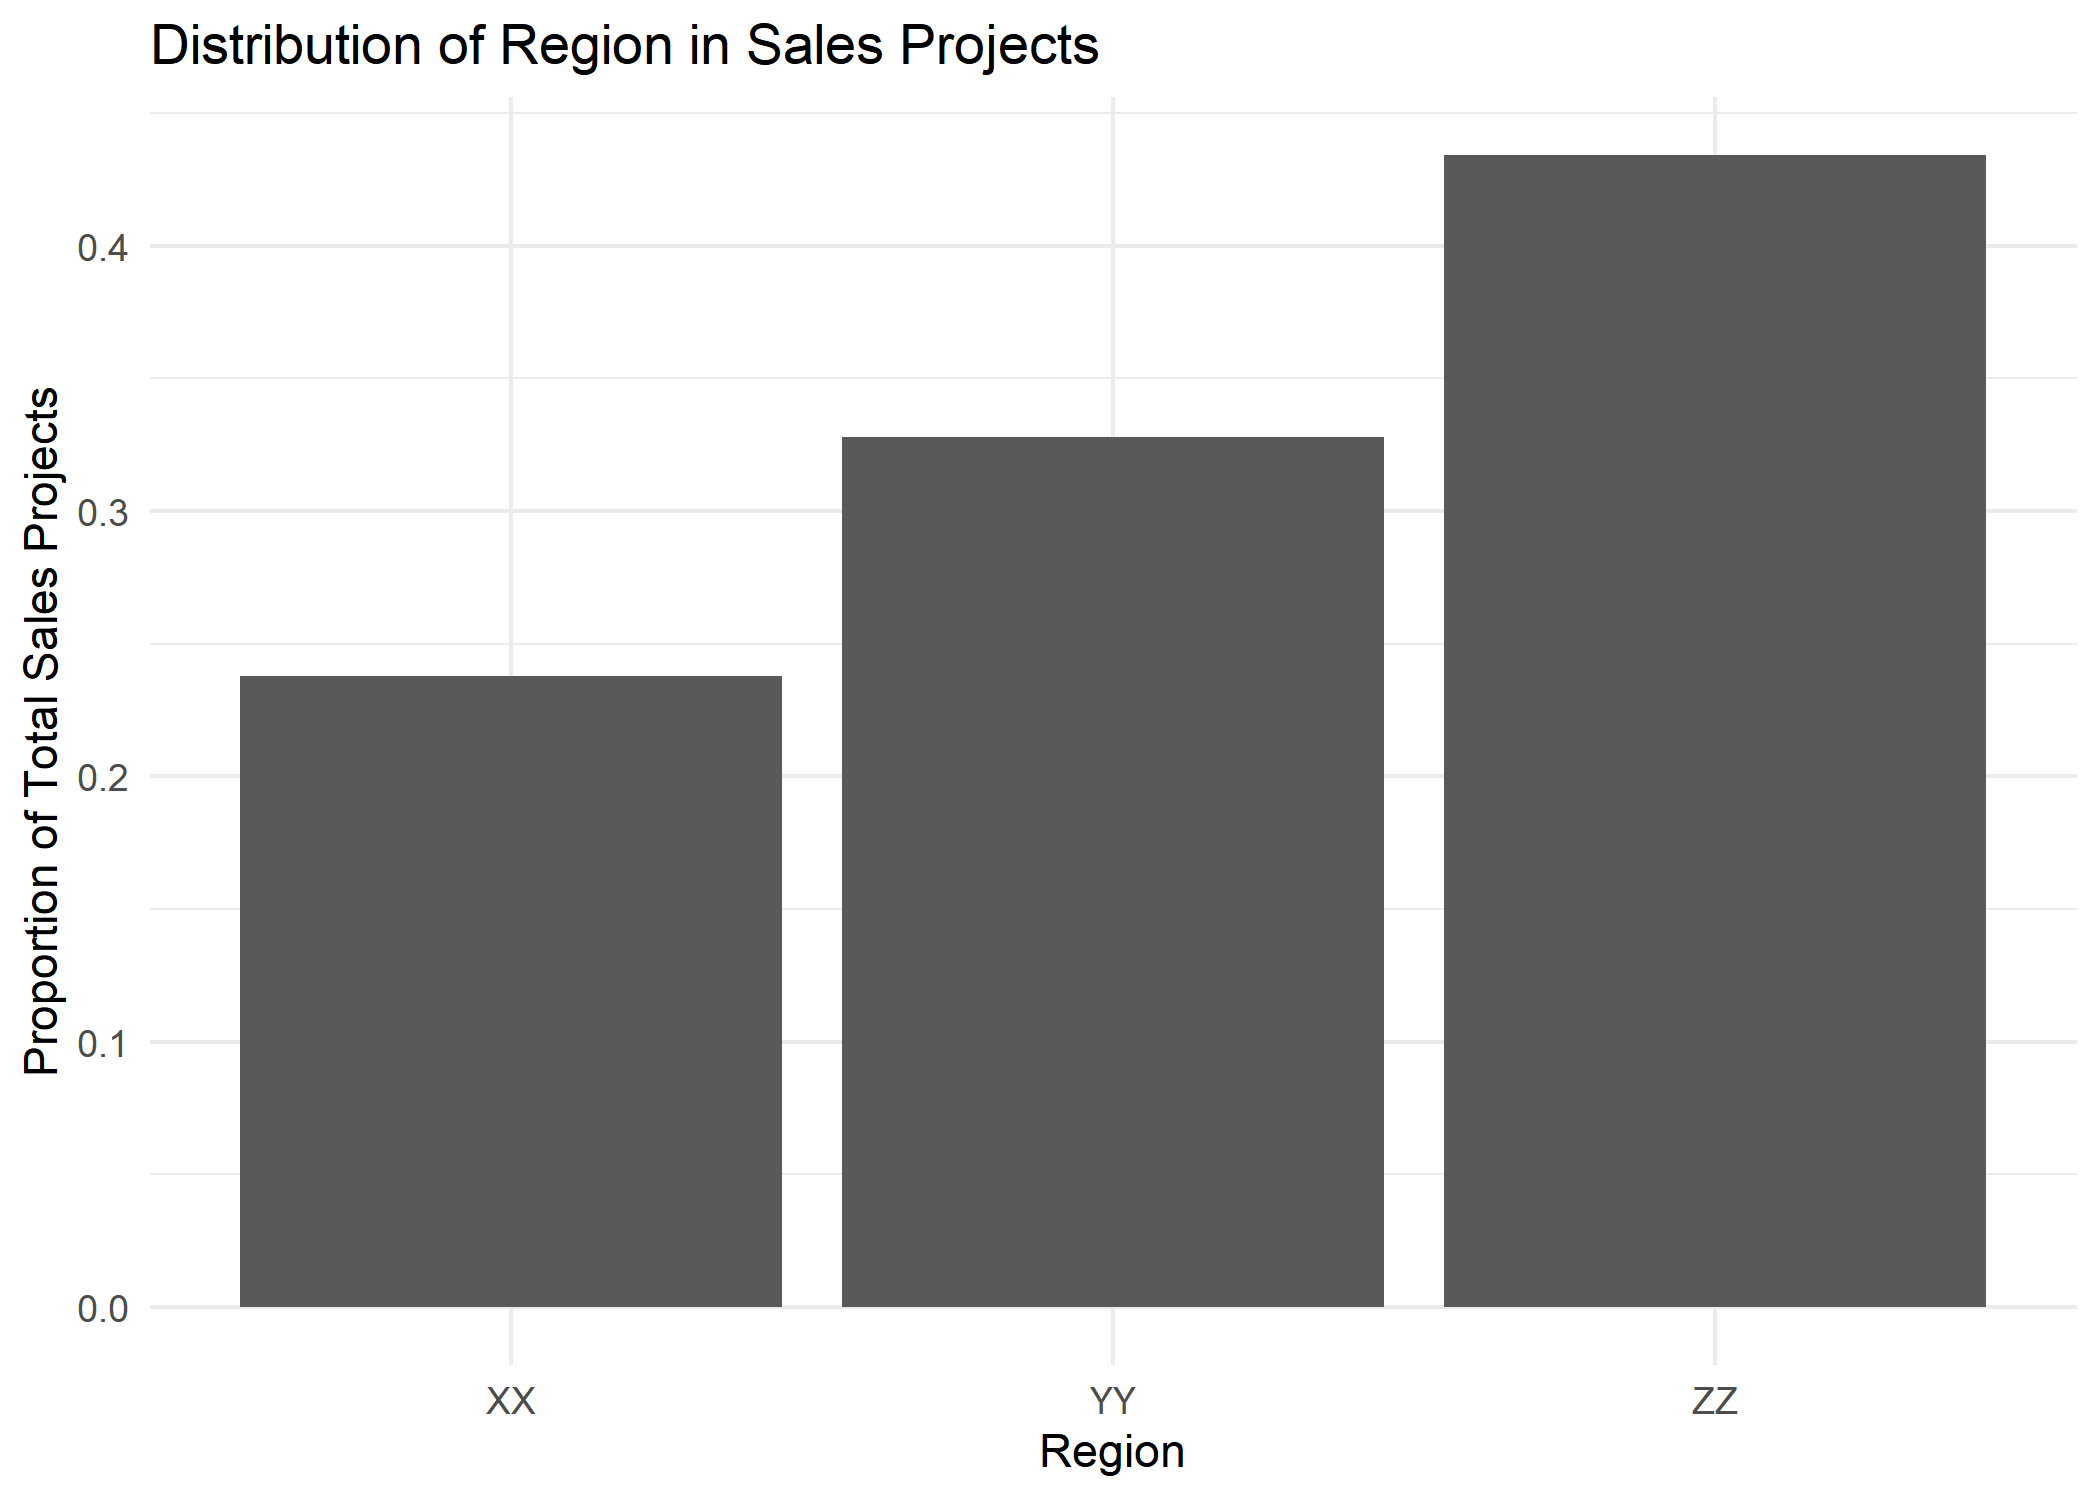 Distribution of Region in Sales Projects
Proportion of Total Sales Projects
0.4
0.3
0.2
0.1
0.0
XX YY ZZ
Region